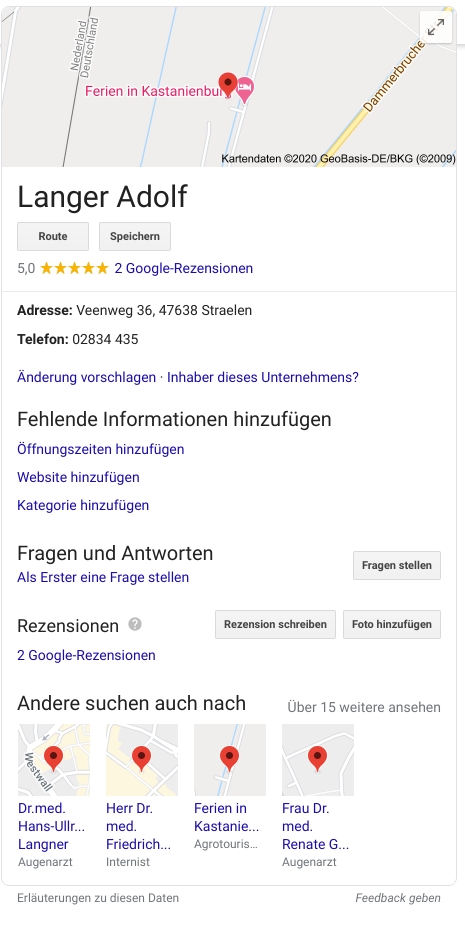 Nederland
Deutschland
Ferien in Kastanienbur
Dammerbruche
Kartendaten ©2020 GeoBasis-DE/BKG (©2009)
Langer Adolf
Route Speichern
5,0 ★★★★★ 2 Google-Rezensionen
Adresse: Veenweg 36, 47638 Straelen
Telefon: 02834 435
Änderung vorschlagen · Inhaber dieses Unternehmens?
Fehlende Informationen hinzufügen
Öffnungszeiten hinzufügen
Website hinzufügen
Kategorie hinzufügen
Fragen und Antworten
Als Erster eine Frage stellen
Fragen stellen
Rezensionen ? Rezension schreiben Foto hinzufügen
2 Google-Rezensionen
Andere suchen auch nach Über 15 weitere ansehen
Westwall
Dr.med.
Hans-Ullr...
Langner
Augenarzt
Herr Dr.
med.
Friedrich...
Internist
Ferien in
Kastanie...
Agrotouris...
Frau Dr.
med.
Renate G...
Augenarzt
Erläuterungen zu diesen Daten Feedback geben